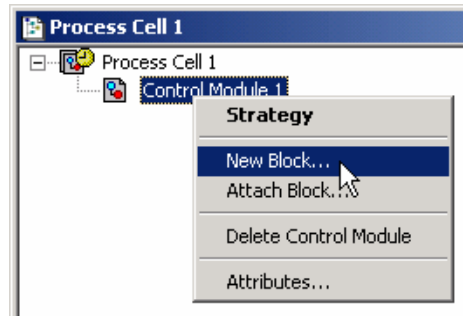 Process Cell 1
Process Cell 1
Control Module 1
Strategy
New Block...
Attach Block...
Delete Control Module
Attributes...